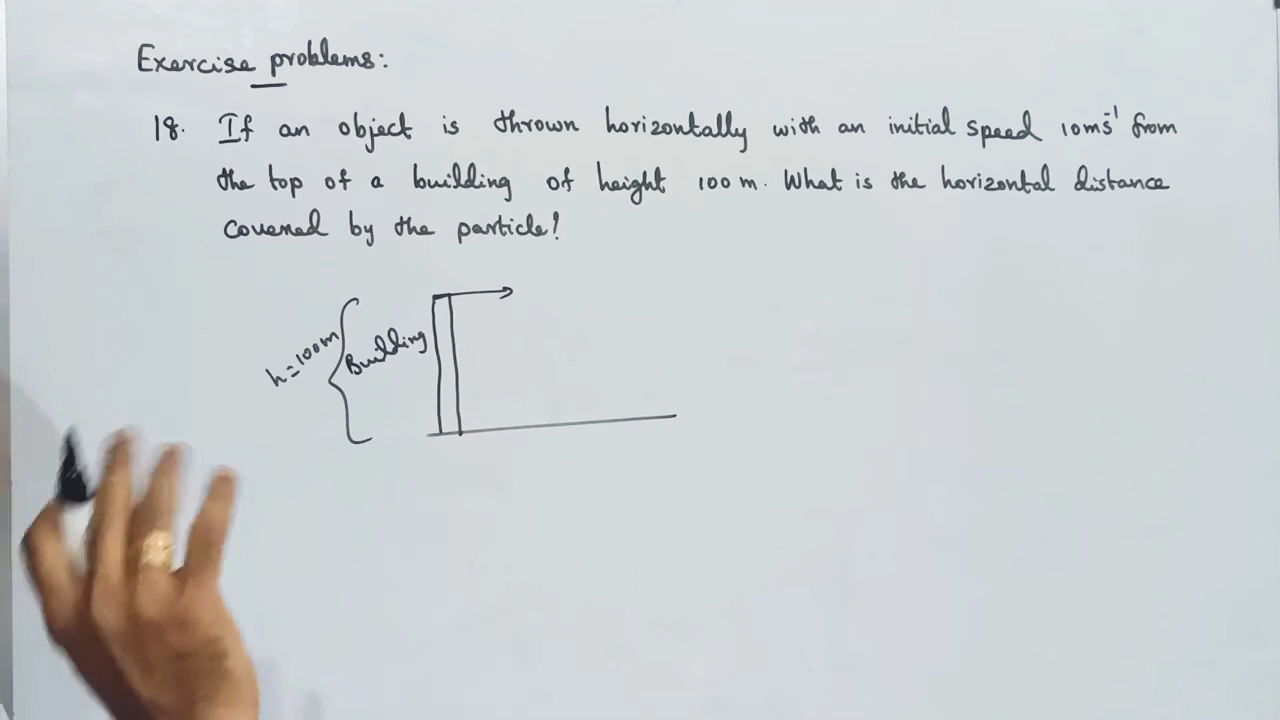 Exercise problems:
18. If an object is thrown horizontally with an initial speed 10ms⁻¹ from
the top of a building of height 100 m. What is the horizontal distance
covered by the particle?
h=100m
Building